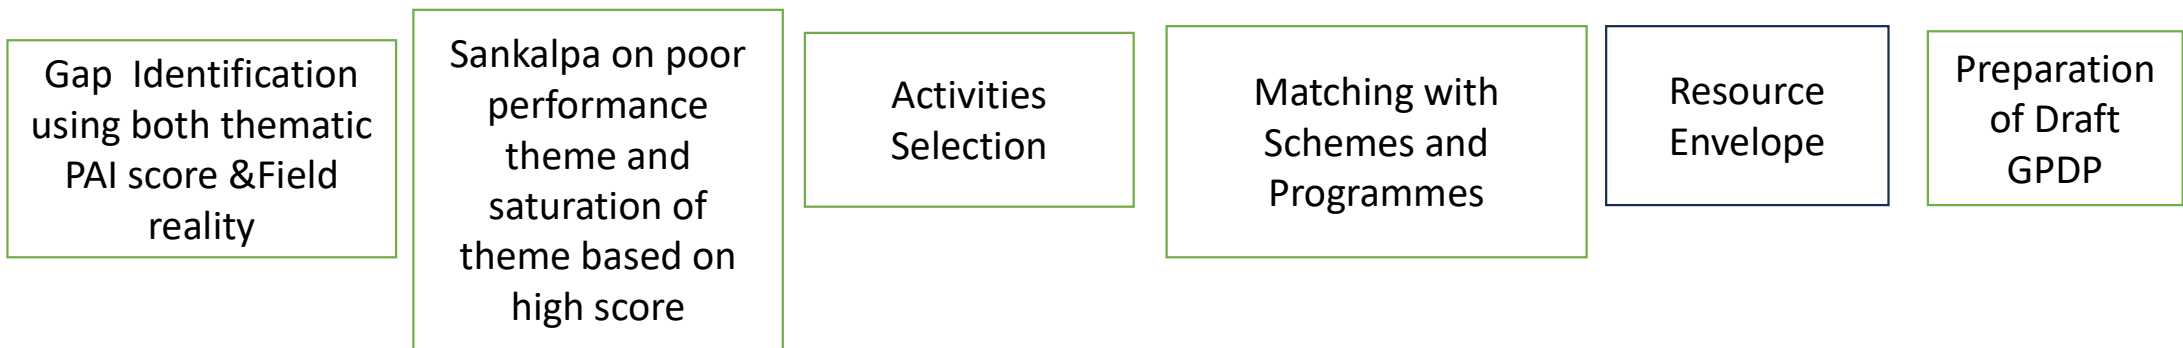 Gap Identification
using both thematic
PAI score &Field
reality
Sankalpa on poor
performance
theme and
saturation of
theme based on
high score
Activities
Selection
Matching with
Schemes and
Programmes
Resource
Envelope
Preparation
of Draft
GPDP